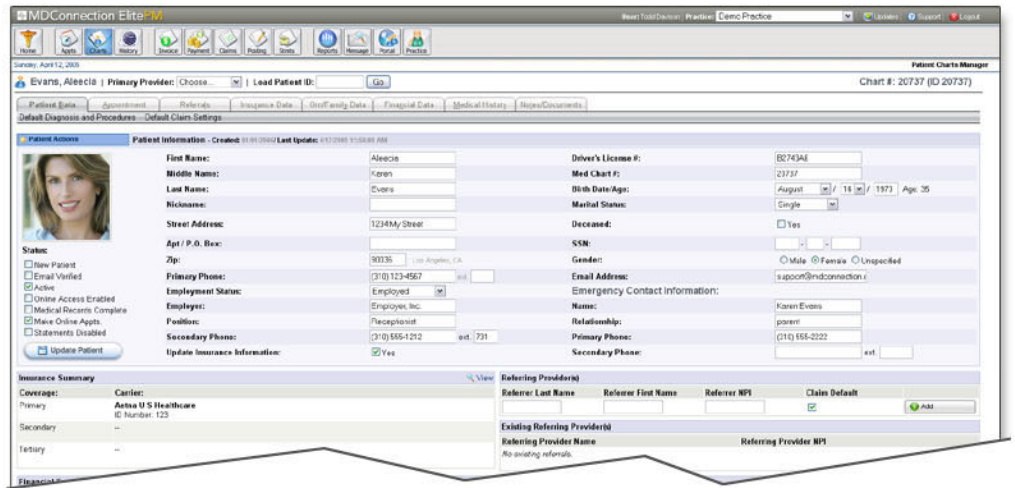 MDConnection ElitePM
User: Todd Davison | Practice: Demo Practice Updates Support Logout
Home Appts Charts History Invoice Payment Claims Posting Stmts Reports Message Portal Practice
Sunday, April 12, 2009 Patient Charts Manager
Evans, Aleecia | Primary Provider: Choose... | Load Patient ID: Go Chart #: 20737 (ID 20737)
Patient Data Appointment Referrals Insurance Data Grp/Family Data Financial Data Medical History Notes/Documents
Default Diagnosis and Procedures Default Claim Settings
Patient Actions Patient Information - Created: Last Update:
First Name: Aleecia Driver's License #:
Middle Name: Karen Med Chart #:
Last Name: Evans Birth Date/Age: August / 16 / 1973 Age: 35
Nickname: Marital Status: Single
Street Address: 1234 My Street Deceased: Yes
Apt / P.O. Box: SSN: - -
Status:
New Patient
Email Verified
Active
Online Access Enabled
Medical Records Complete
Make Online Appts.
Statements Disabled
Update Patient
Zip: 90036 Los Angeles, CA Gender: Male Female Unspecified
Primary Phone: (310) 123-4567 ext. Email Address: support@mdconnection.c
Employment Status: Employed Emergency Contact Information:
Employer: Employer, Inc. Name: Karen Evans
Position: Receptionist Relationship: parent
Secondary Phone: (310) 555-1212 ext. 731 Primary Phone: (310) 555-2222
Update Insurance Information: Yes Secondary Phone: ext.
Insurance Summary View Referring Provider(s)
Coverage: Carrier: Referrer Last Name Referrer First Name Referrer NPI Claim Default
Primary Aetna U S Healthcare Add
ID Number: 123
Secondary -- Existing Referring Provider(s)
Referring Provider Name Referring Provider NPI
Tertiary -- No existing referrals.
Financial